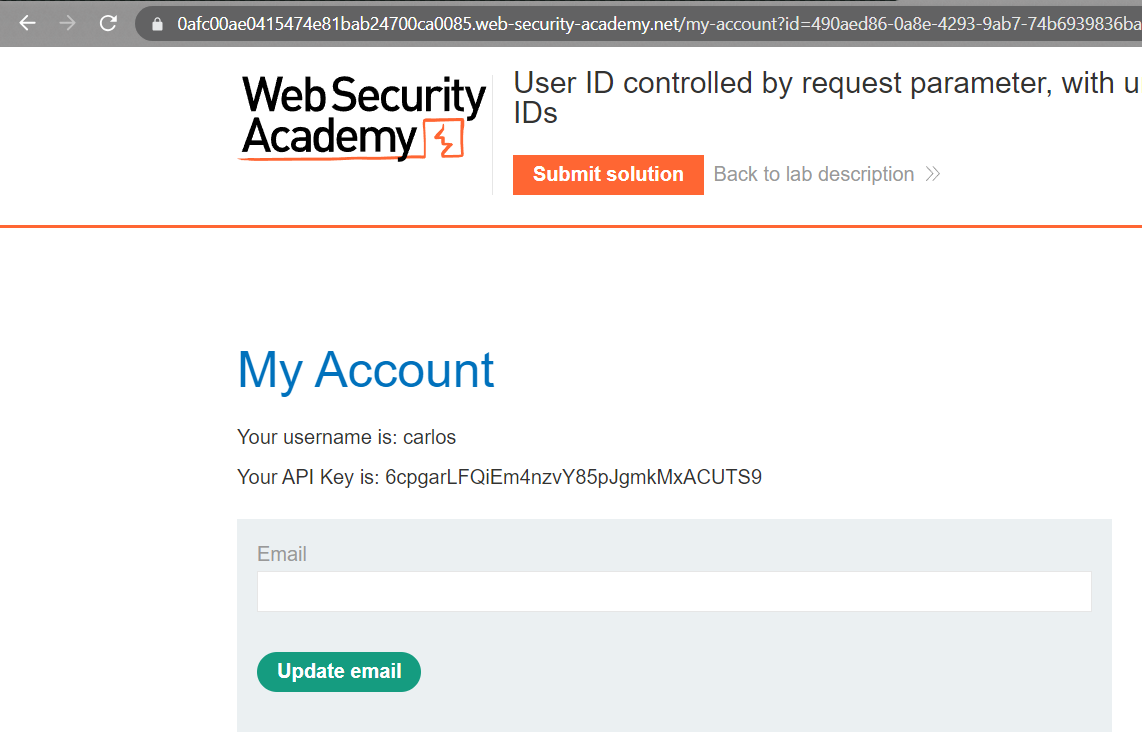 0afc00ae0415474e81bab24700ca0085.web-security-academy.net/my-account?id=490aed86-0a8e-4293-9ab7-74b6939836ba
Web Security
Academy
User ID controlled by request parameter, with u
IDs
Submit solution
Back to lab description
My Account
Your username is: carlos
Your API Key is: 6cpgarLFQiEm4nzvY85pJgmkMxACUTS9
Email
Update email